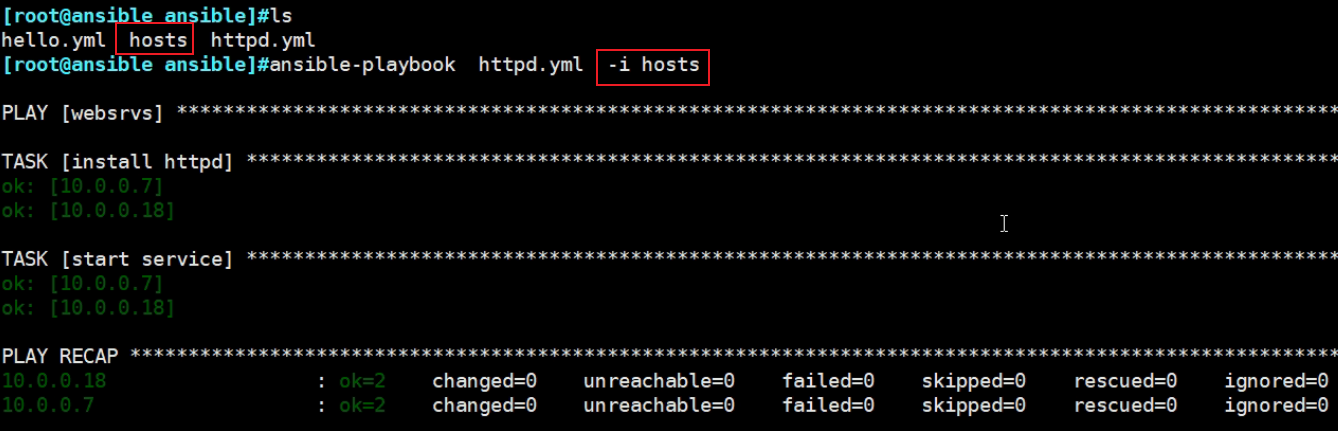 [root@ansible ansible]#ls
hello.yml hosts httpd.yml
[root@ansible ansible]#ansible-playbook httpd.yml -i hosts
PLAY [websrvs] ****************************************************************************************************
TASK [install httpd] **********************************************************************************************
ok: [10.0.0.7]
ok: [10.0.0.18]
TASK [start service] **********************************************************************************************
ok: [10.0.0.7]
ok: [10.0.0.18]
PLAY RECAP ********************************************************************************************************
10.0.0.18 : ok=2 changed=0 unreachable=0 failed=0 skipped=0 rescued=0 ignored=0
10.0.0.7 : ok=2 changed=0 unreachable=0 failed=0 skipped=0 rescued=0 ignored=0